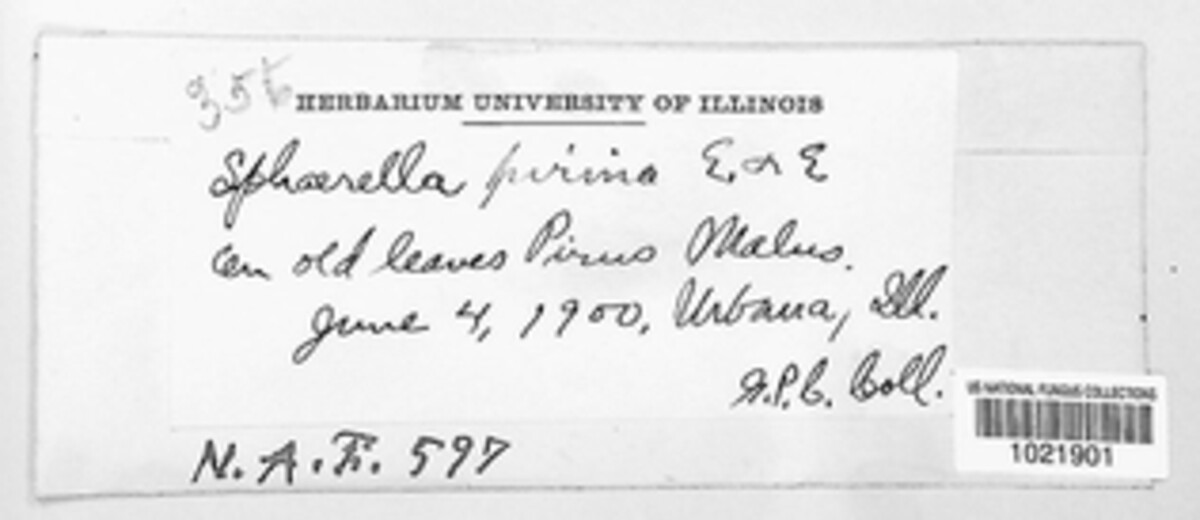 356
HERBARIUM UNIVERSITY OF ILLINOIS
Sphaerella pirina E. & E
on old leaves Pirus Malus.
June 4, 1900, Urbana, Ill.
G.P.C. Coll.
US NATIONAL FUNGUS COLLECTIONS
1021901
N. A. F. 597